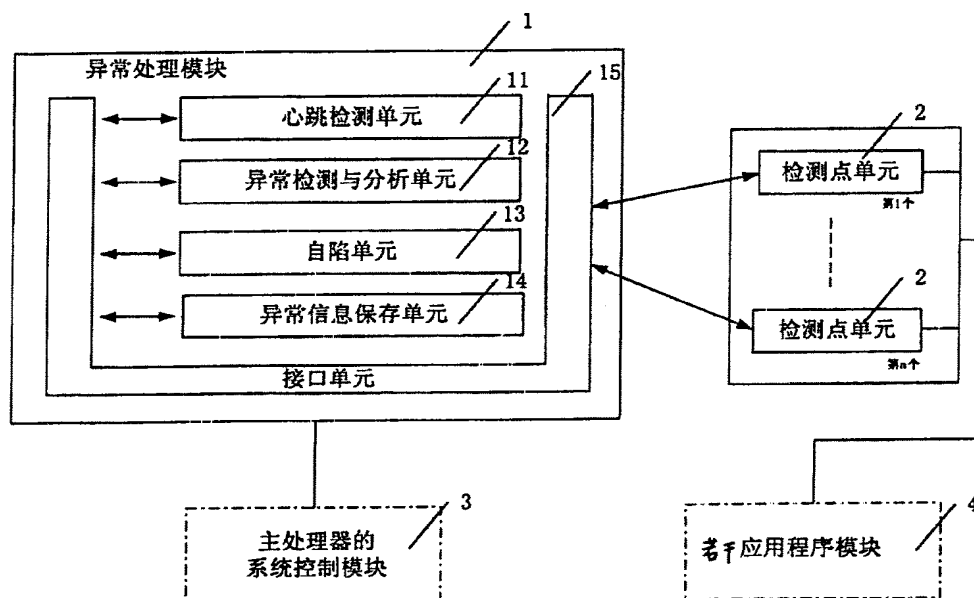 1
异常处理模块
11
15
心跳检测单元
12
异常检测与分析单元
13
自陷单元
14
异常信息保存单元
接口单元
2
检测点单元
第1个
2
检测点单元
第n个
3
主处理器的
系统控制模块
4
若干应用程序模块